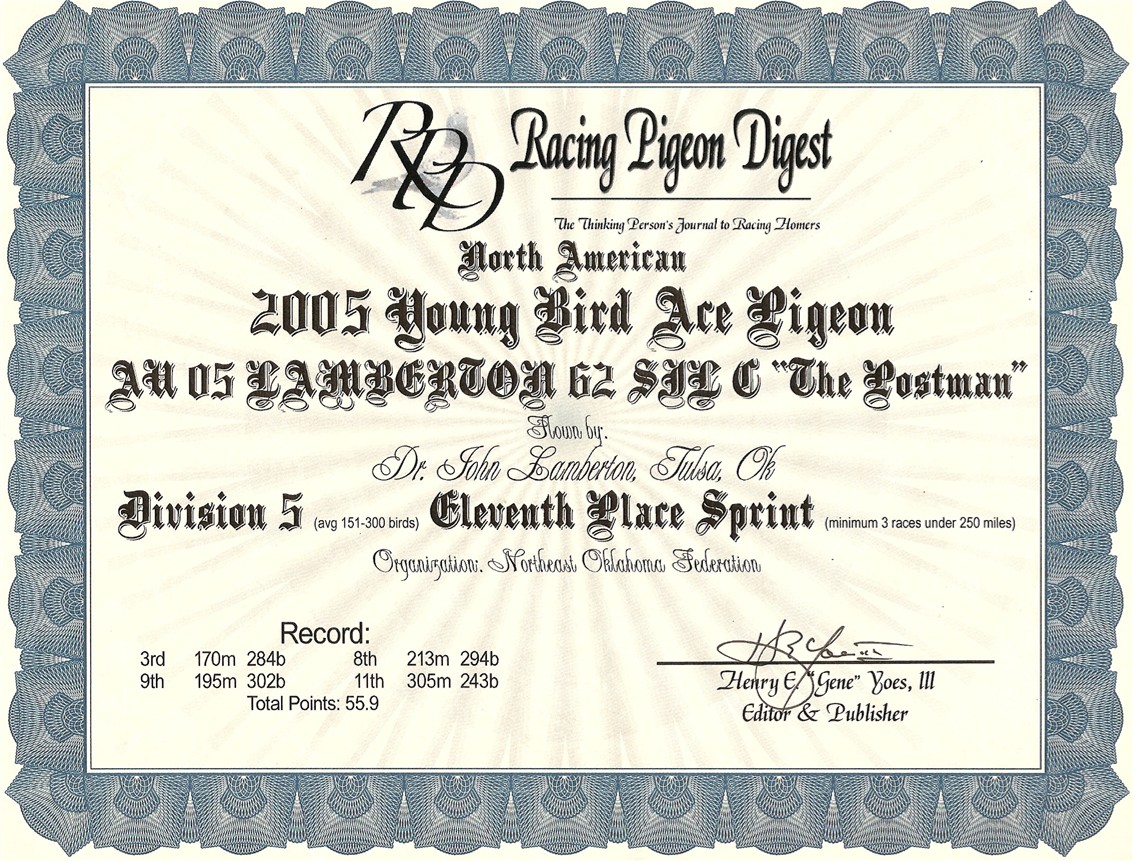 RPD Racing Pigeon Digest
The Thinking Person's Journal to Racing Homers
North American
2005 Young Bird Ace Pigeon
AU 05 LAMBERTON 62 SIL C "The Postman"
Flown by:
Dr. John Lamberton, Tulsa, Ok
Division 5 (avg 151-300 birds) Eleventh Place Sprint (minimum 3 races under 250 miles)
Organization: Northeast Oklahoma Federation
Record:
3rd 170m 284b 8th 213m 294b
9th 195m 302b 11th 305m 243b
Total Points: 55.9
Henry E. "Gene" Yoes, III
Editor & Publisher